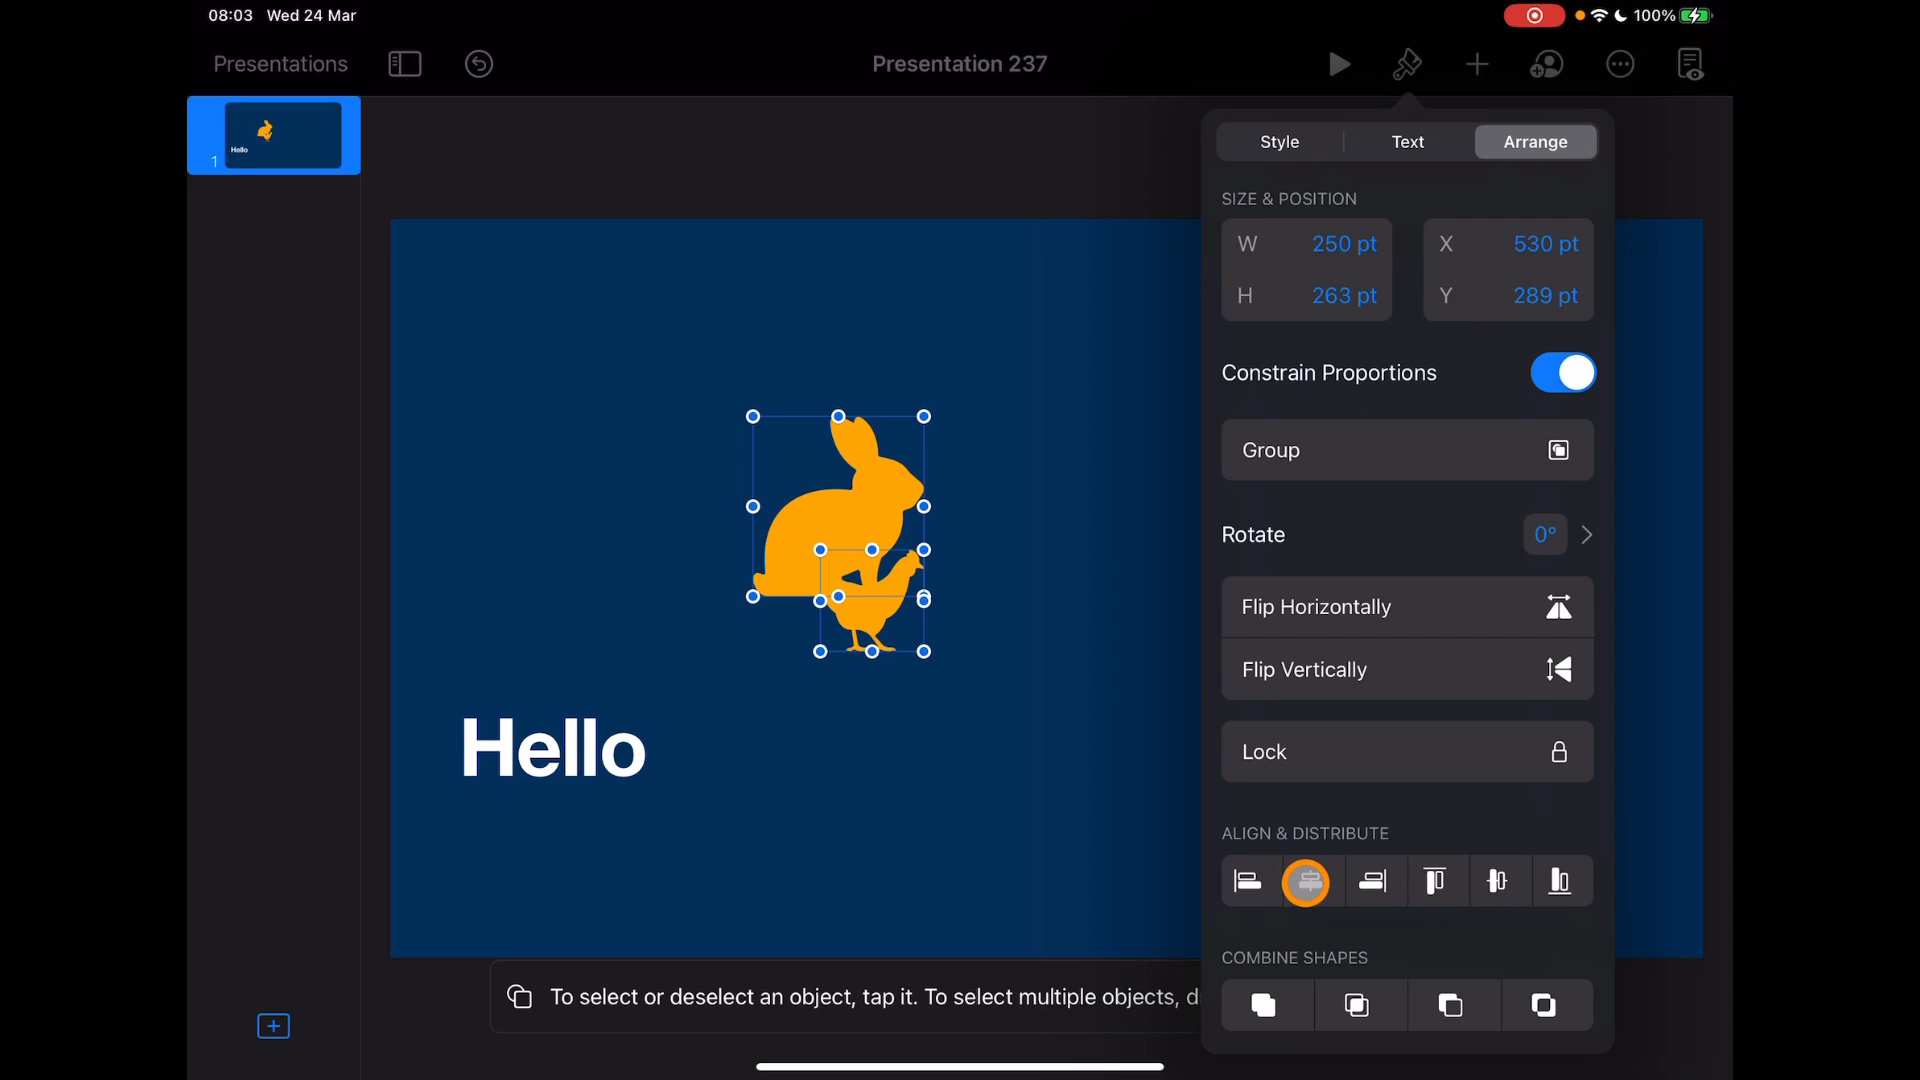 08:03 Wed 24 Mar
100%
Presentations
Presentation 237
Hello
1
Style Text Arrange
SIZE & POSITION
W 250 pt X 530 pt
H 263 pt Y 289 pt
Constrain Proportions
Group
Rotate 0°
Flip Horizontally
Flip Vertically
Hello
Lock
ALIGN & DISTRIBUTE
COMBINE SHAPES
To select or deselect an object, tap it. To select multiple objects, d